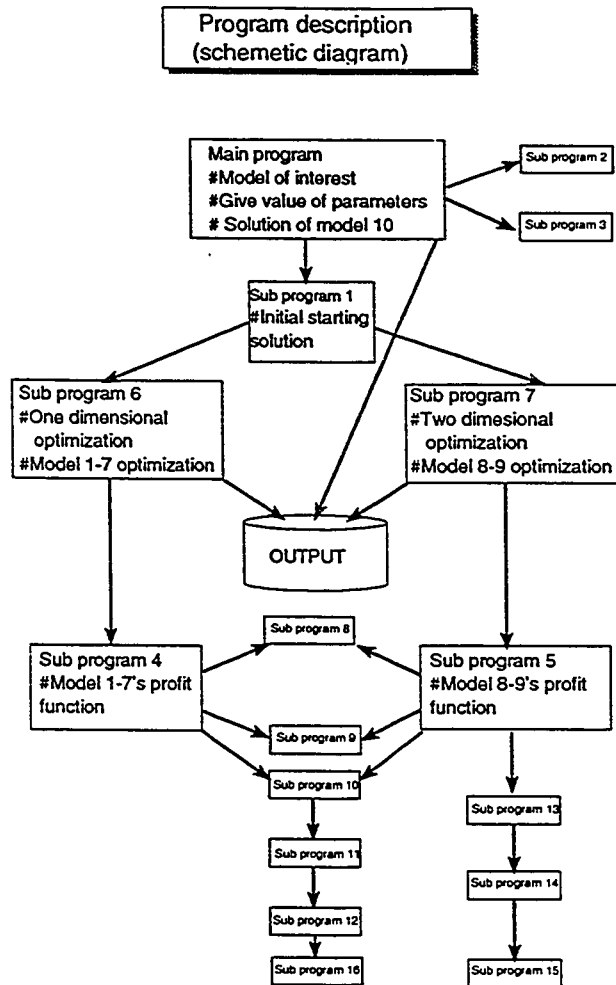 Program description
(schemetic diagram)
Main program
#Model of interest
#Give value of parameters
# Solution of model 10
Sub program 2
Sub program 3
Sub program 1
#Initial starting
solution
Sub program 6
#One dimensional
optimization
#Model 1-7 optimization
Sub program 7
#Two dimesional
optimization
#Model 8-9 optimization
OUTPUT
Sub program 8
Sub program 4
#Model 1-7's profit
function
Sub program 5
#Model 8-9's profit
function
Sub program 9
Sub program 10
Sub program 13
Sub program 11
Sub program 14
Sub program 12
Sub program 16
Sub program 15